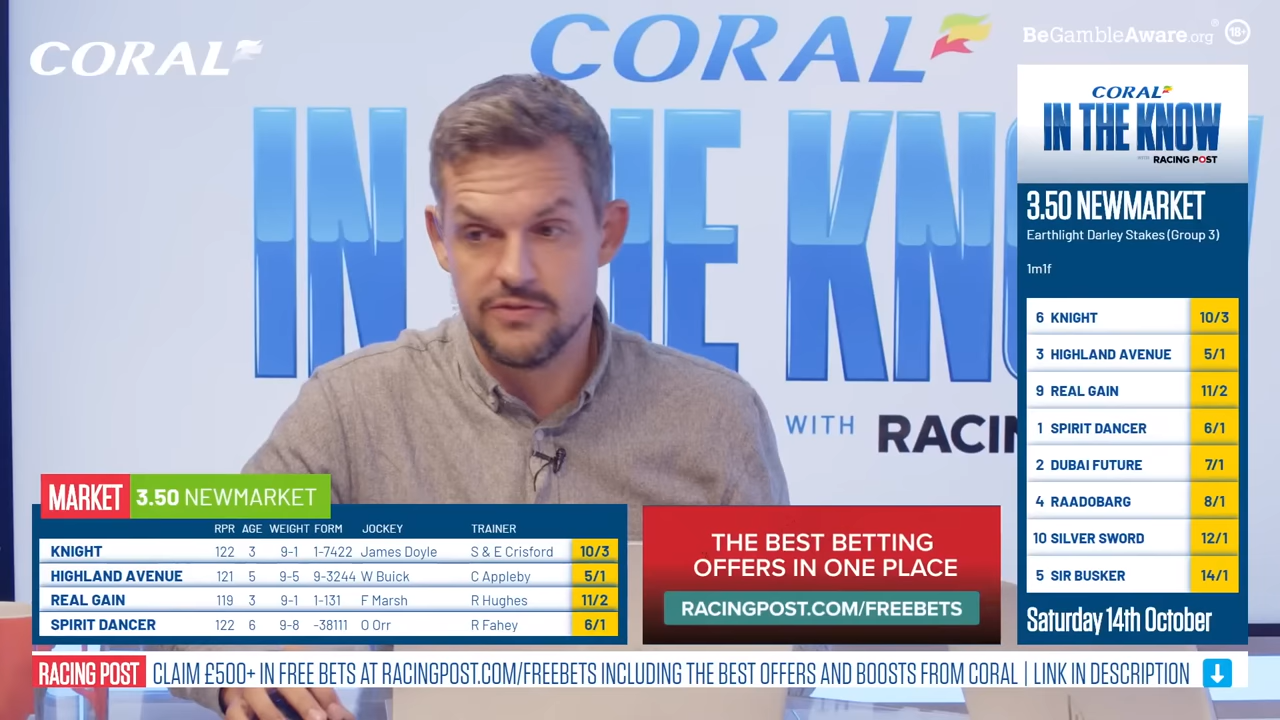 CORAL
CORAL
BeGambleAware.org® 18+
IN THE KNOW
WITH RACIN
CORAL
IN THE KNOW
WITH RACING POST
3.50 NEWMARKET
Earthlight Darley Stakes (Group 3)
1m1f
6 KNIGHT 10/3
3 HIGHLAND AVENUE 5/1
9 REAL GAIN 11/2
1 SPIRIT DANCER 6/1
2 DUBAI FUTURE 7/1
4 RAADOBARG 8/1
10 SILVER SWORD 12/1
5 SIR BUSKER 14/1
Saturday 14th October
MARKET 3.50 NEWMARKET
RPR AGE WEIGHT FORM JOCKEY TRAINER
KNIGHT 122 3 9-1 1-7422 James Doyle S & E Crisford 10/3
HIGHLAND AVENUE 121 5 9-5 9-3244 W Buick C Appleby 5/1
REAL GAIN 119 3 9-1 1-131 F Marsh R Hughes 11/2
SPIRIT DANCER 122 6 9-8 -38111 O Orr R Fahey 6/1
THE BEST BETTING
OFFERS IN ONE PLACE
RACINGPOST.COM/FREEBETS
RACING POST CLAIM £500+ IN FREE BETS AT RACINGPOST.COM/FREEBETS INCLUDING THE BEST OFFERS AND BOOSTS FROM CORAL | LINK IN DESCRIPTION